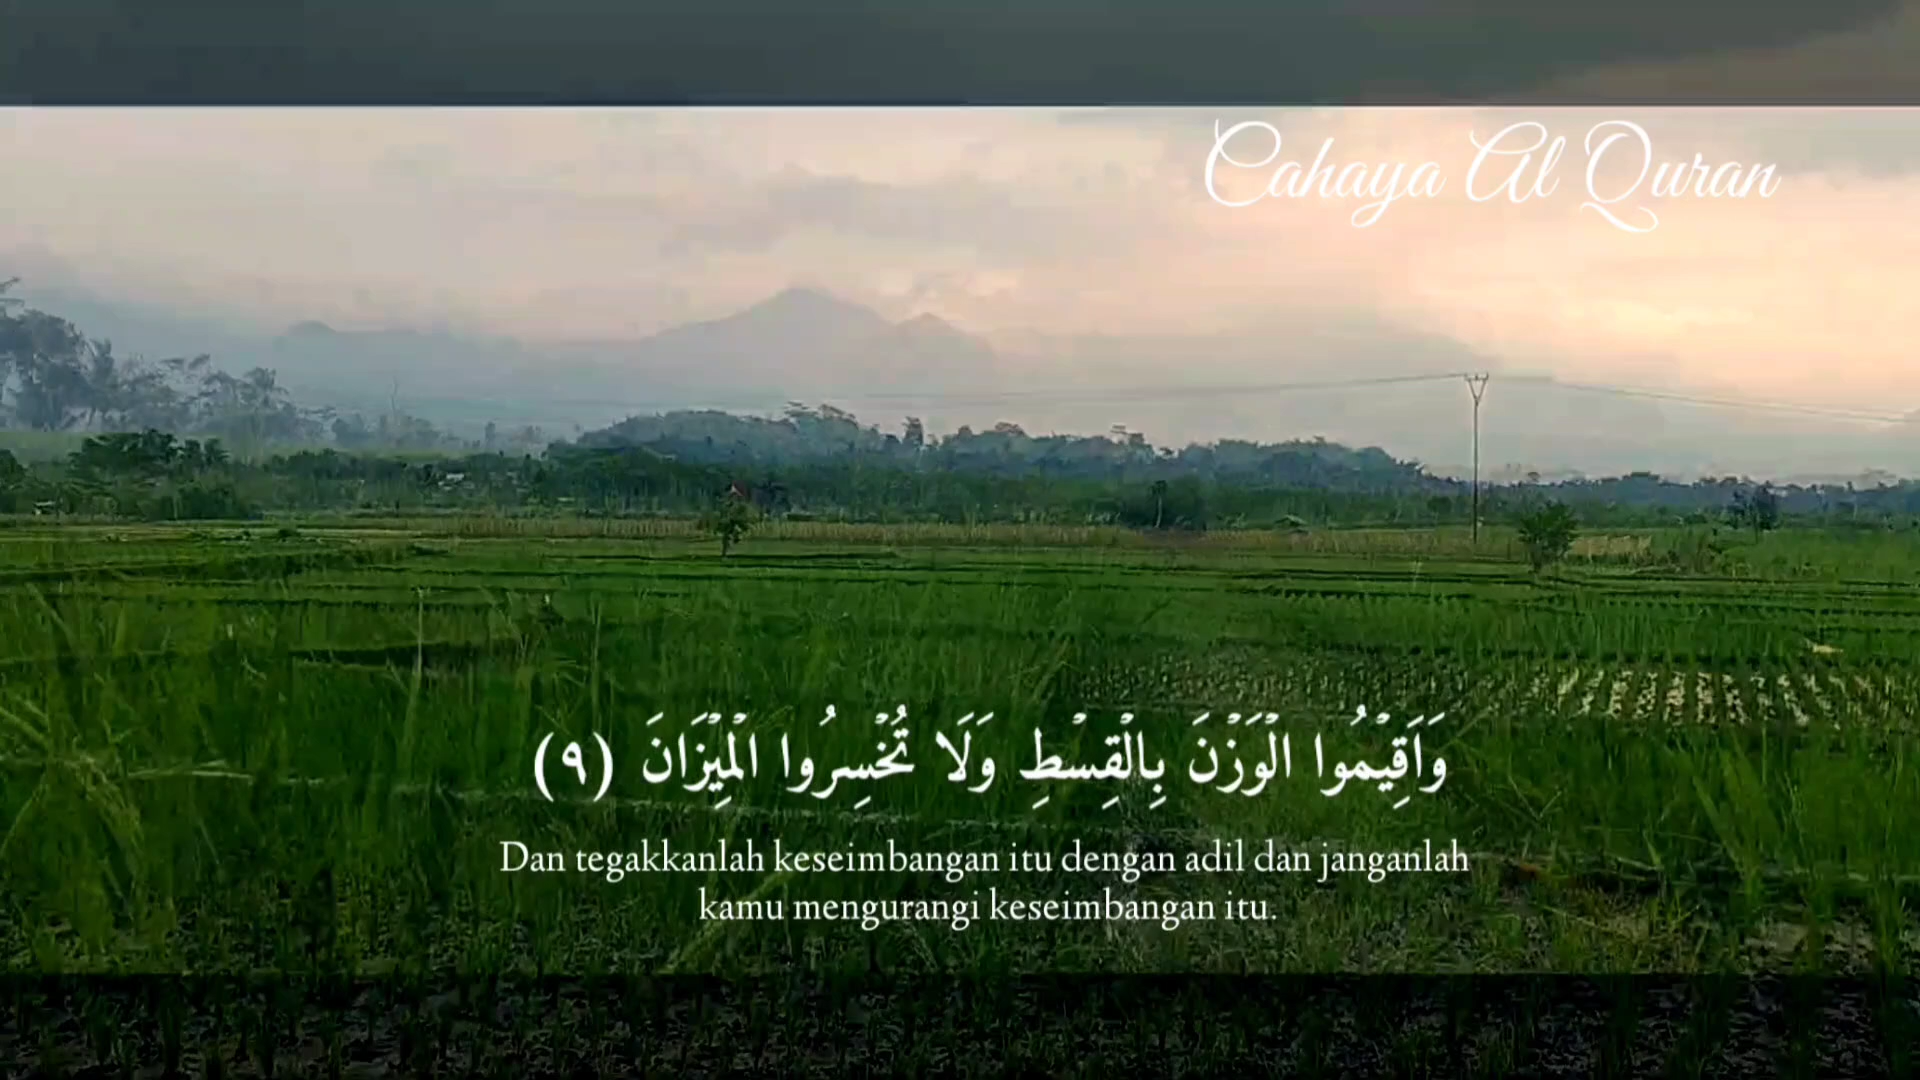 Cahaya Al Quran
وَاَقِيْمُوا الْوَزْنَ بِالْقِسْطِ وَلَا تُخْسِرُوا الْمِيْزَانَ (٩)
Dan tegakkanlah keseimbangan itu dengan adil dan janganlah
kamu mengurangi keseimbangan itu.